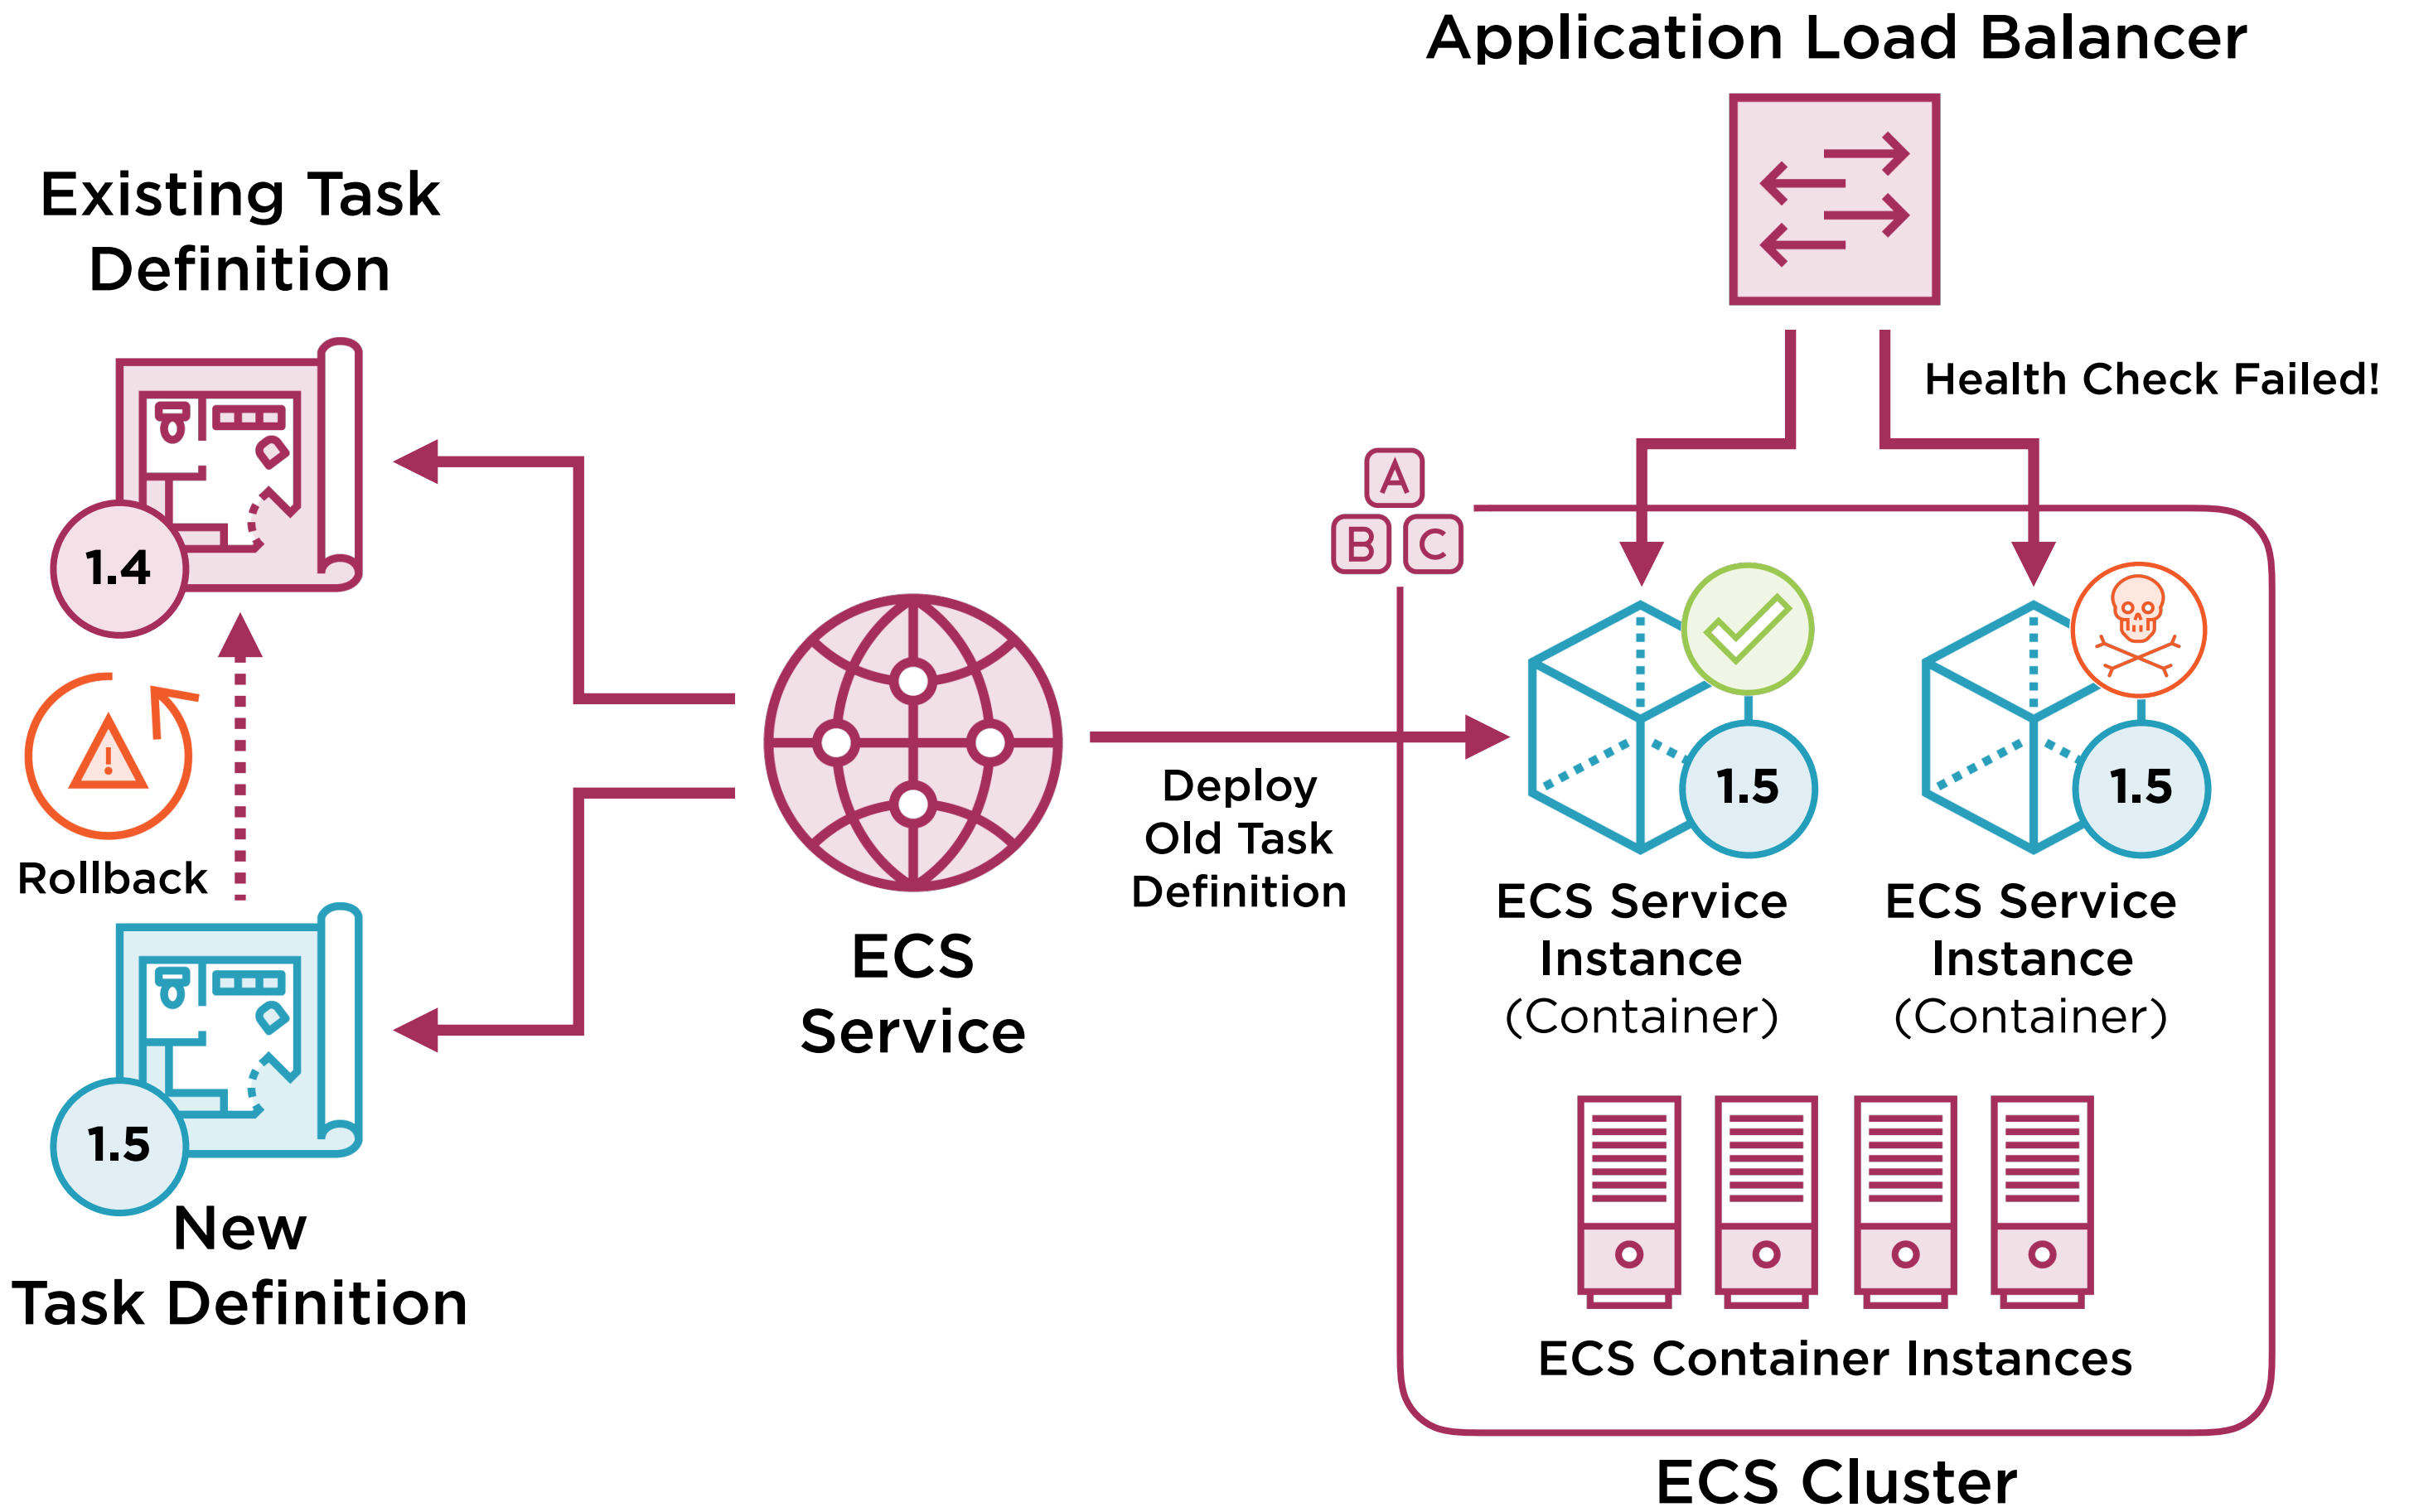 Application Load Balancer
Existing Task
Definition
Health Check Failed!
A
B
C
1.4
Rollback
Deploy
Old Task
Definition
1.5
1.5
ECS Service
Instance
(Container)
ECS Service
Instance
(Container)
ECS
Service
1.5
New
Task Definition
ECS Container Instances
ECS Cluster